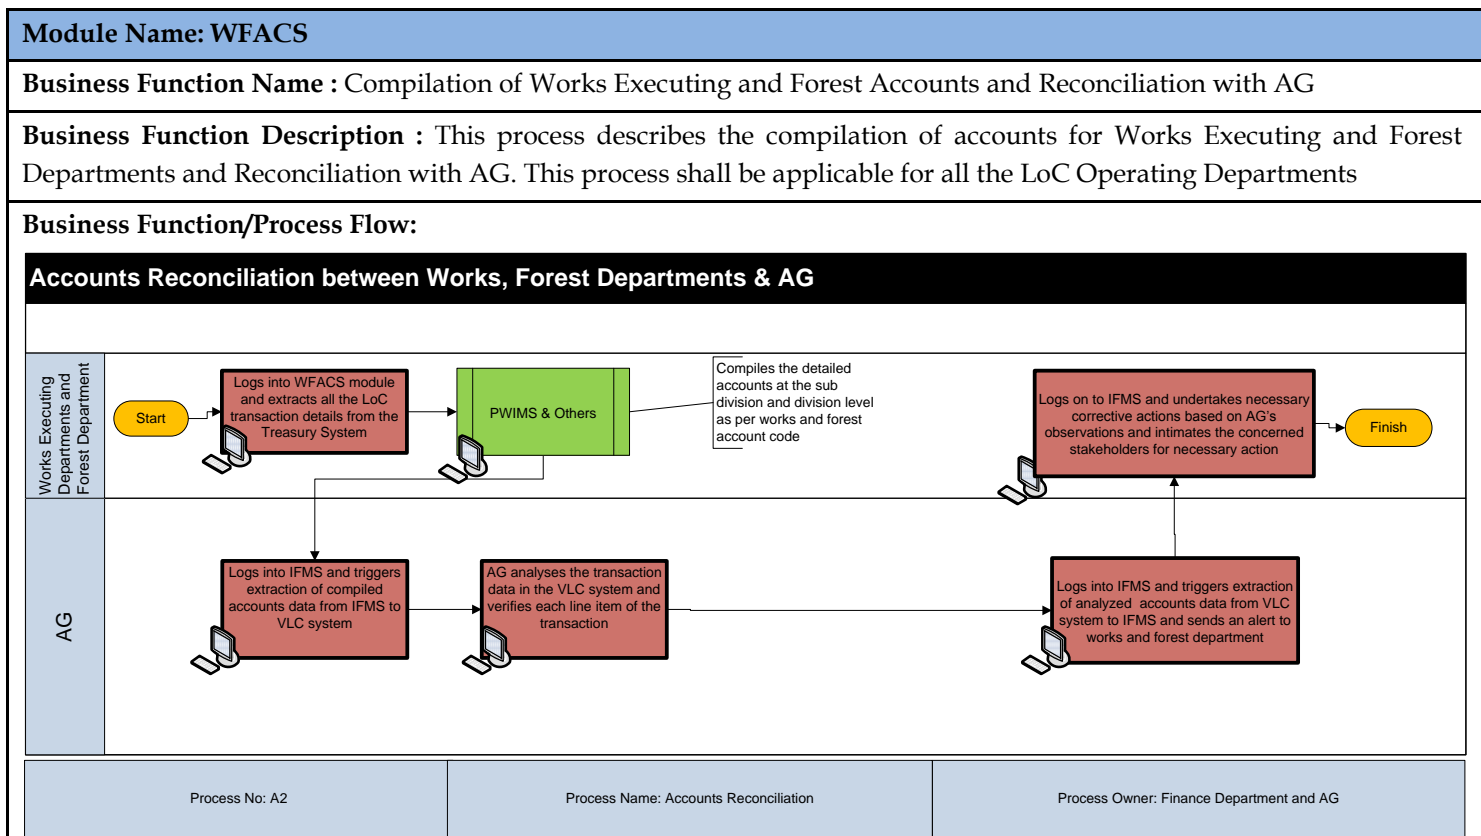 Module Name: WFACS
Business Function Name : Compilation of Works Executing and Forest Accounts and Reconciliation with AG
Business Function Description : This process describes the compilation of accounts for Works Executing and Forest
Departments and Reconciliation with AG. This process shall be applicable for all the LoC Operating Departments
Business Function/Process Flow:
Accounts Reconciliation between Works, Forest Departments & AG
Works Executing
Departments and
Forest Department
Start
Logs into WFACS module
and extracts all the LoC
transaction details from the
Treasury System
PWIMS & Others
Compiles the detailed
accounts at the sub
division and division level
as per works and forest
account code
Logs on to IFMS and undertakes necessary
corrective actions based on AG's
observations and intimates the concerned
stakeholders for necessary action
Finish
AG
Logs into IFMS and triggers
extraction of compiled
accounts data from IFMS to
VLC system
AG analyses the transaction
data in the VLC system and
verifies each line item of the
transaction
Logs into IFMS and triggers extraction
of analyzed accounts data from VLC
system to IFMS and sends an alert to
works and forest department
Process No: A2
Process Name: Accounts Reconciliation
Process Owner: Finance Department and AG